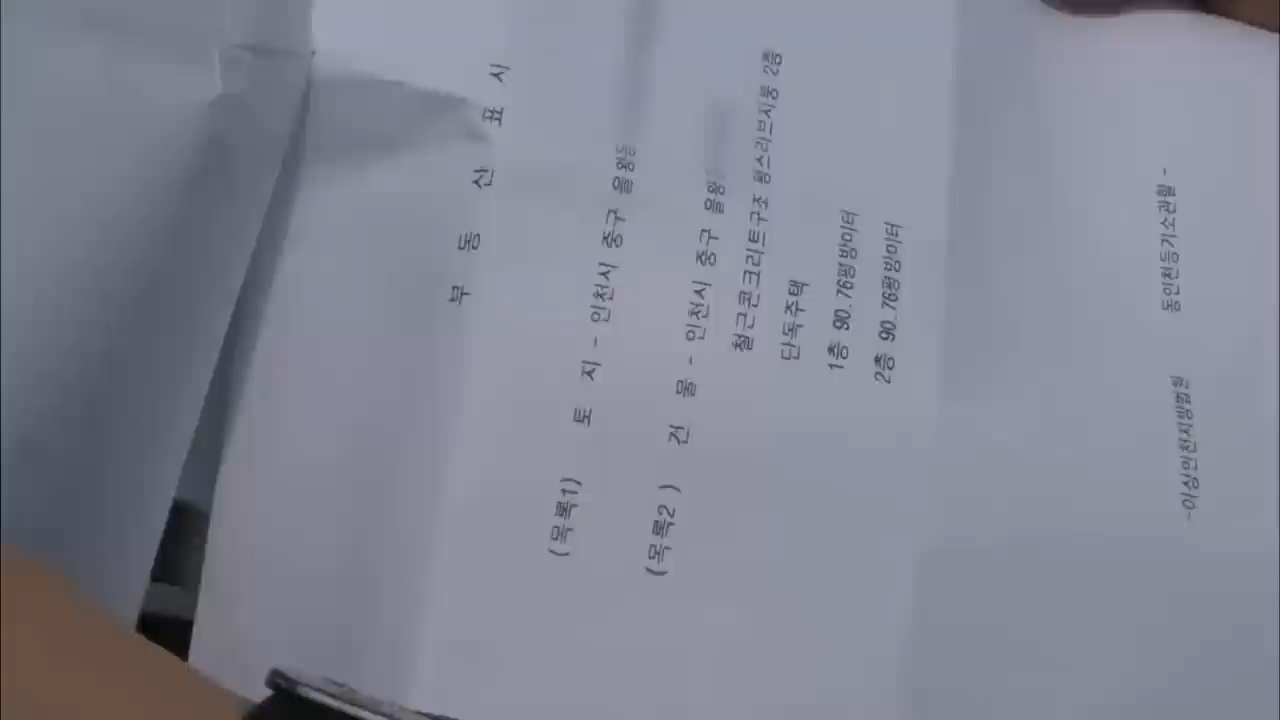 부 동 산 표 시
(목록1) 토 지 - 인천시 중구 을왕동
(목록2 ) 건 물 - 인천시 중구 을왕
철근콘크리트구조 평스라브지붕 2층
단독주택
1층 90.76평방미터
2층 90.76평방미터
-이상인천지방법원 동인천등기소관할 -